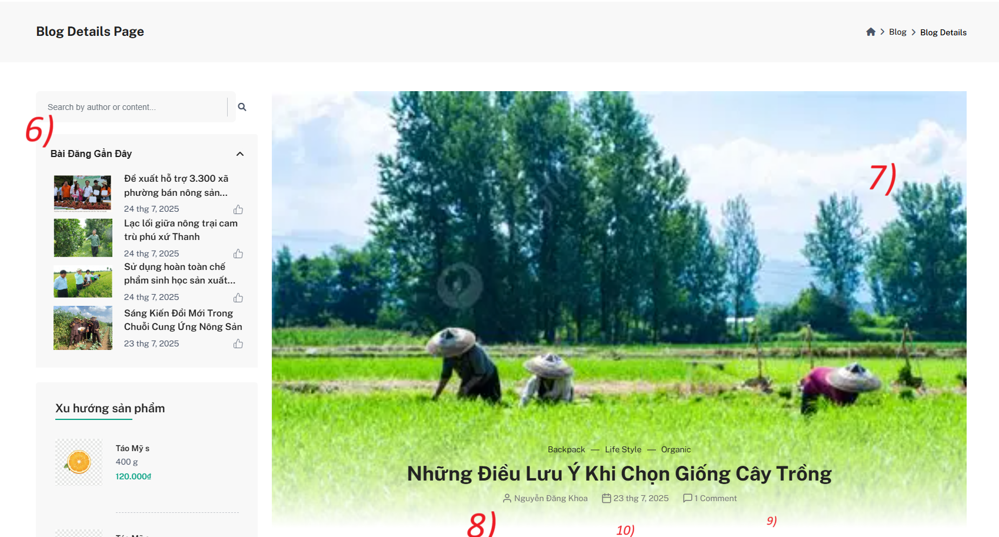 Blog Details Page
Blog
Blog Details
Search by author or content...
6)
Bài Đăng Gần Đây
Đề xuất hỗ trợ 3.300 xã
phường bán nông sản...
24 thg 7, 2025
Lạc lối giữa nông trại cam
trù phú xứ Thanh
24 thg 7, 2025
Sử dụng hoàn toàn chế
phẩm sinh học sản xuất...
24 thg 7, 2025
Sáng Kiến Đổi Mới Trong
Chuỗi Cung Ứng Nông Sản
23 thg 7, 2025
Xu hướng sản phẩm
Táo Mỹ s
400 g
120.000₫
7)
Backpack — Life Style — Organic
Những Điều Lưu Ý Khi Chọn Giống Cây Trồng
Nguyễn Đăng Khoa 23 thg 7, 2025 1 Comment
8)
10)
9)